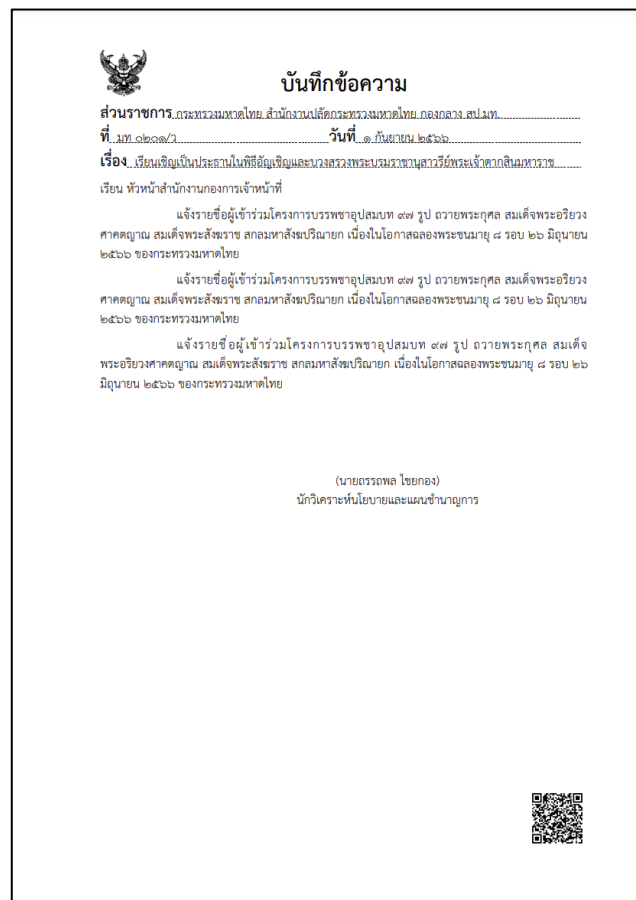 บันทึกข้อความ
ส่วนราชการ กระทรวงมหาดไทย สำนักงานปลัดกระทรวงมหาดไทย กองกลาง สป.มท.
ที่ มท ๐๒๐๑/ว วันที่ ๑ กันยายน ๒๕๖๖
เรื่อง เรียนเชิญเป็นประธานในพิธีอัญเชิญและบวงสรวงพระบรมราชานุสาวรีย์พระเจ้าตากสินมหาราช
เรียน หัวหน้าสำนักงานกองการเจ้าหน้าที่
แจ้งรายชื่อผู้เข้าร่วมโครงการบรรพชาอุปสมบท ๙๗ รูป ถวายพระกุศล สมเด็จพระอริยวง
ศาคตญาณ สมเด็จพระสังฆราช สกลมหาสังฆปริณายก เนื่องในโอกาสฉลองพระชนมายุ ๘ รอบ ๒๖ มิถุนายน
๒๕๖๖ ของกระทรวงมหาดไทย
แจ้งรายชื่อผู้เข้าร่วมโครงการบรรพชาอุปสมบท ๙๗ รูป ถวายพระกุศล สมเด็จพระอริยวง
ศาคตญาณ สมเด็จพระสังฆราช สกลมหาสังฆปริณายก เนื่องในโอกาสฉลองพระชนมายุ ๘ รอบ ๒๖ มิถุนายน
๒๕๖๖ ของกระทรวงมหาดไทย
แจ้งรายชื่อผู้เข้าร่วมโครงการบรรพชาอุปสมบท ๙๗ รูป ถวายพระกุศล สมเด็จ
พระอริยวงศาคตญาณ สมเด็จพระสังฆราช สกลมหาสังฆปริณายก เนื่องในโอกาสฉลองพระชนมายุ ๘ รอบ ๒๖
มิถุนายน ๒๕๖๖ ของกระทรวงมหาดไทย
(นายถรรถพล ไชยกอง)
นักวิเคราะห์นโยบายและแผนชำนาญการ